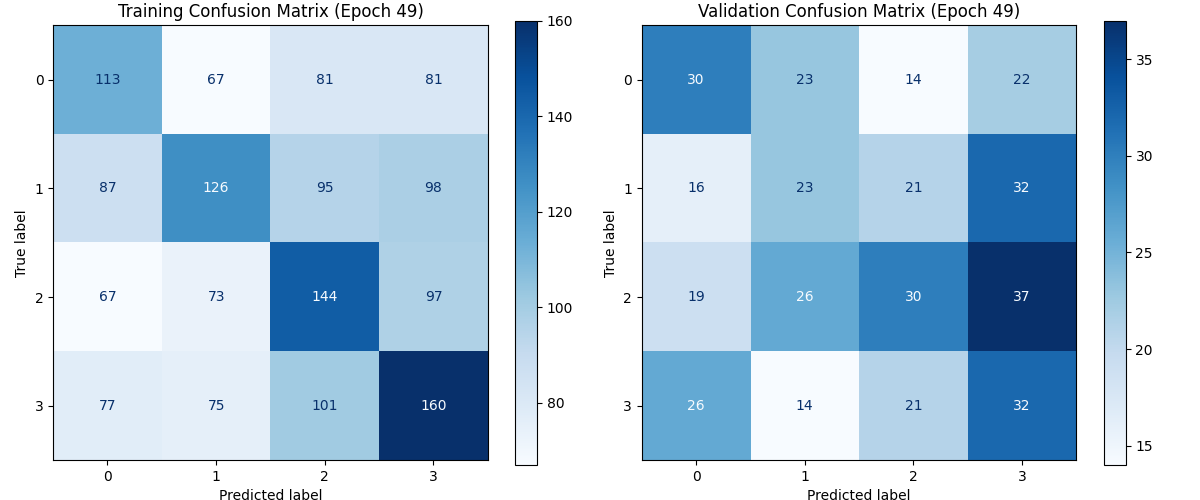 Training Confusion Matrix (Epoch 49)
0 113 67 81 81
1 87 126 95 98
2 67 73 144 97
3 77 75 101 160
0 1 2 3
True label
Predicted label
160
140
120
100
80
Validation Confusion Matrix (Epoch 49)
0 30 23 14 22
1 16 23 21 32
2 19 26 30 37
3 26 14 21 32
0 1 2 3
True label
Predicted label
35
30
25
20
15